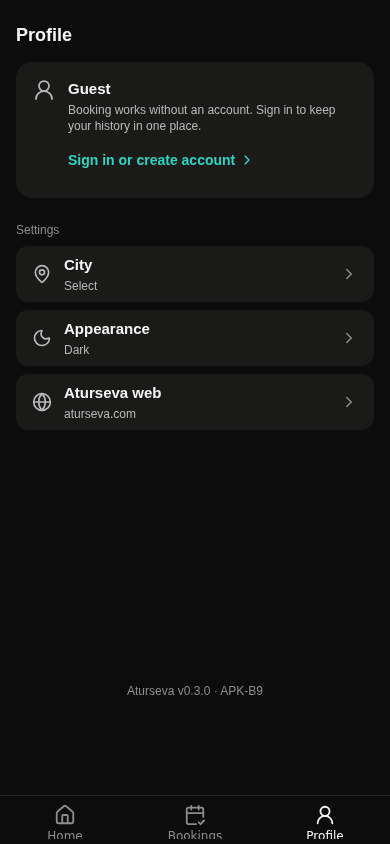 Profile
Guest
Booking works without an account. Sign in to keep
your history in one place.
Sign in or create account
Settings
City
Select
Appearance
Dark
Aturseva web
aturseva.com
Aturseva v0.3.0 · APK-B9
Home
Bookings
Profile